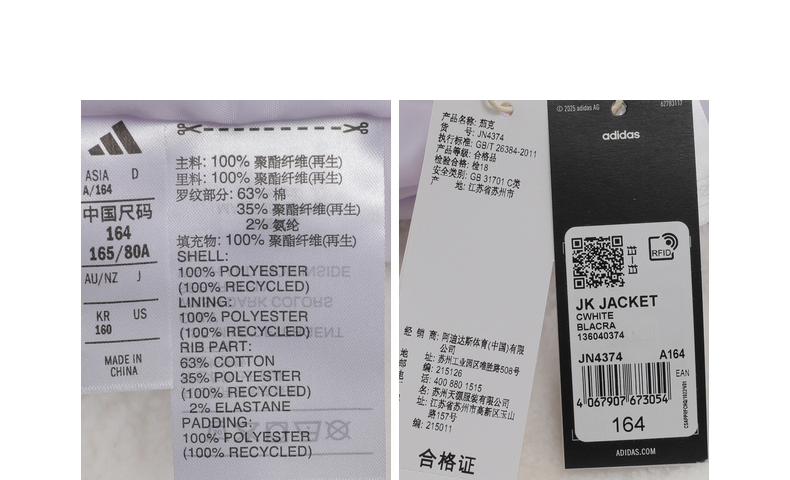 ASIA D
A/164
中国尺码
164
165/80A
AU/NZ J
KR US
160
MADE IN
CHINA
主料: 100% 聚酯纤维(再生)
里料: 100% 聚酯纤维(再生)
罗纹部分: 63% 棉
35% 聚酯纤维(再生)
2% 氨纶
填充物: 100% 聚酯纤维(再生)
SHELL:
100% POLYESTER
(100% RECYCLED)
LINING:
100% POLYESTER
(100% RECYCLED)
RIB PART:
63% COTTON
35% POLYESTER
(100% RECYCLED)
2% ELASTANE
PADDING:
100% POLYESTER
(100% RECYCLED)
产品名称: 茄克
货 号: JN4374
执行标准: GB/T 26384-2011
产品等级: 合格品
检验合格: 检18
安全类别: GB 31701 C类
产 地: 江苏省苏州市
经 销 商: 阿迪达斯体育(中国)有限
公司
地 址: 苏州工业园区唯胜路508号
邮 编: 215126
电 话: 400 880 1515
苏州天源服装有限公司
址: 江苏省苏州市高新区玉山
路157号
编: 215011
合格证
© 2025 adidas AG
62783117
adidas
RFID
JK JACKET
CWHITE
BLACRA
136040374
JN4374 A164
EAN
4 067907 673054
164
ADIDAS.COM